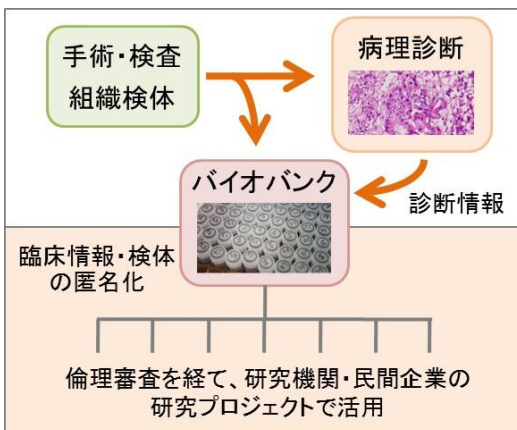 手術・検査
組織検体
病理診断
バイオバンク
診断情報
臨床情報・検体
の匿名化
倫理審査を経て、研究機関・民間企業の
研究プロジェクトで活用